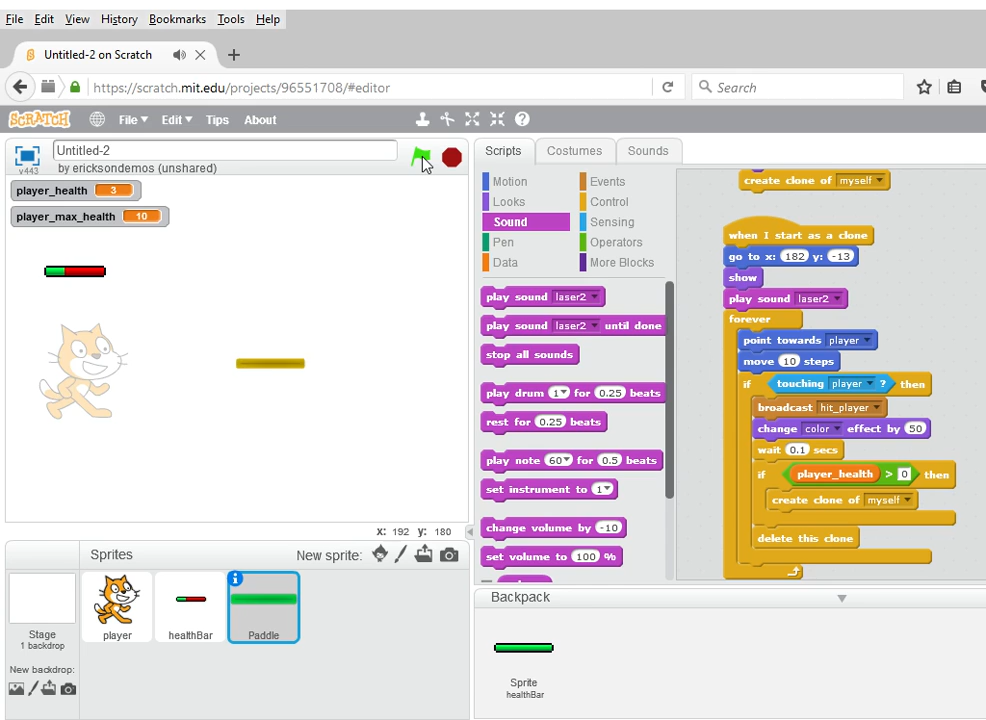 File Edit View History Bookmarks Tools Help
Untitled-2 on Scratch
https://scratch.mit.edu/projects/96551708/#editor
Search
SCRATCH File Edit Tips About
Untitled-2
v443
by ericksondemos (unshared)
player_health 3
player_max_health 10
X: 192 y: 180
Sprites
New sprite:
Stage
1 backdrop
New backdrop:
player
healthBar
Paddle
Scripts Costumes Sounds
Motion Events
Looks Control
Sound Sensing
Pen Operators
Data More Blocks
play sound laser2
play sound laser2 until done
stop all sounds
play drum 1 for 0.25 beats
rest for 0.25 beats
play note 60 for 0.5 beats
set instrument to 1
change volume by -10
set volume to 100 %
create clone of myself
when I start as a clone
go to x: 182 y: -13
show
play sound laser2
forever
point towards player
move 10 steps
if touching player ? then
broadcast hit_player
change color effect by 50
wait 0.1 secs
if player_health > 0 then
create clone of myself
delete this clone
Backpack
Sprite
healthBar